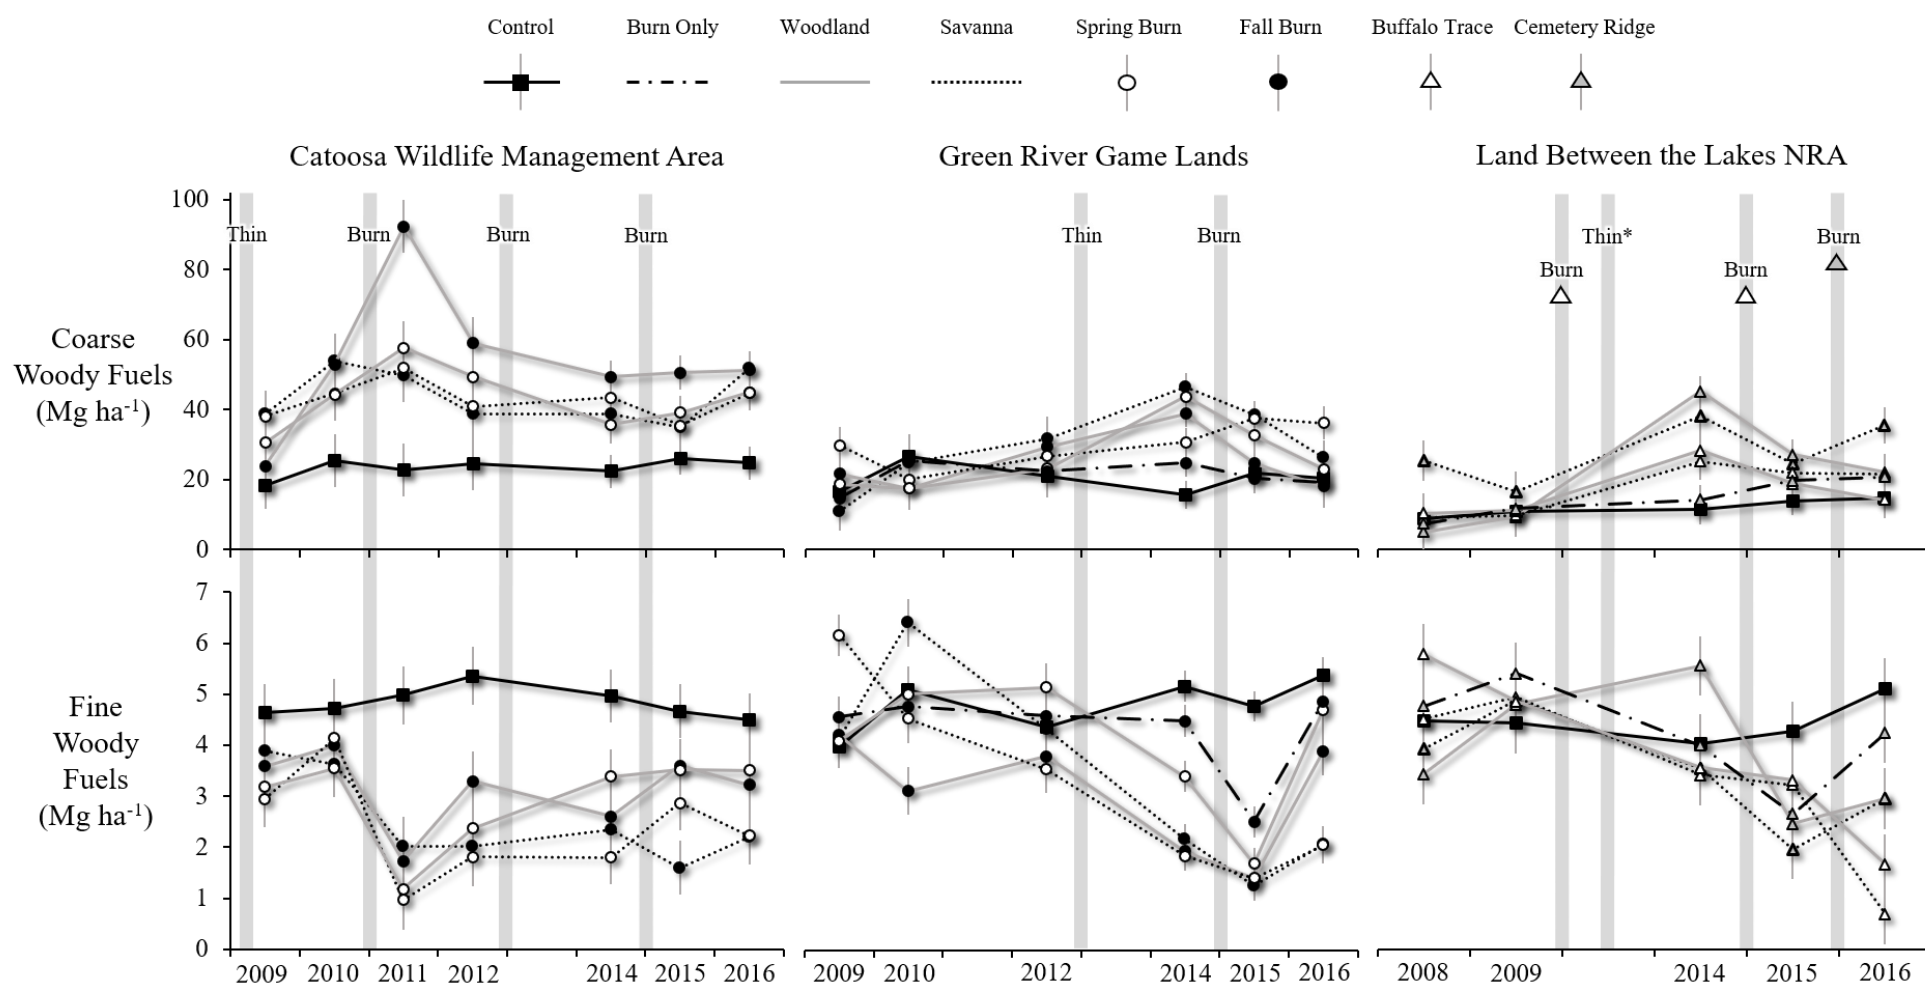 Control Burn Only Woodland Savanna Spring Burn Fall Burn Buffalo Trace Cemetery Ridge
Catoosa Wildlife Management Area Green River Game Lands Land Between the Lakes NRA
100
80
60
40
20
0
Coarse
Woody Fuels
(Mg ha-1)
Thin Burn Burn Burn
Thin Burn
Burn Thin* Burn Burn
7
6
5
4
3
2
1
0
Fine
Woody
Fuels
(Mg ha-1)
2009 2010 2011 2012 2014 2015 2016
2009 2010 2012 2014 2015 2016
2008 2009 2014 2015 2016